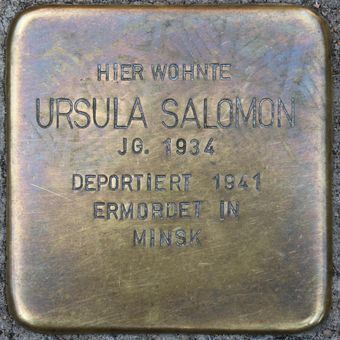 HIER WOHNTE
URSULA SALOMON
JG. 1934
DEPORTIERT 1941
ERMORDET IN
MINSK